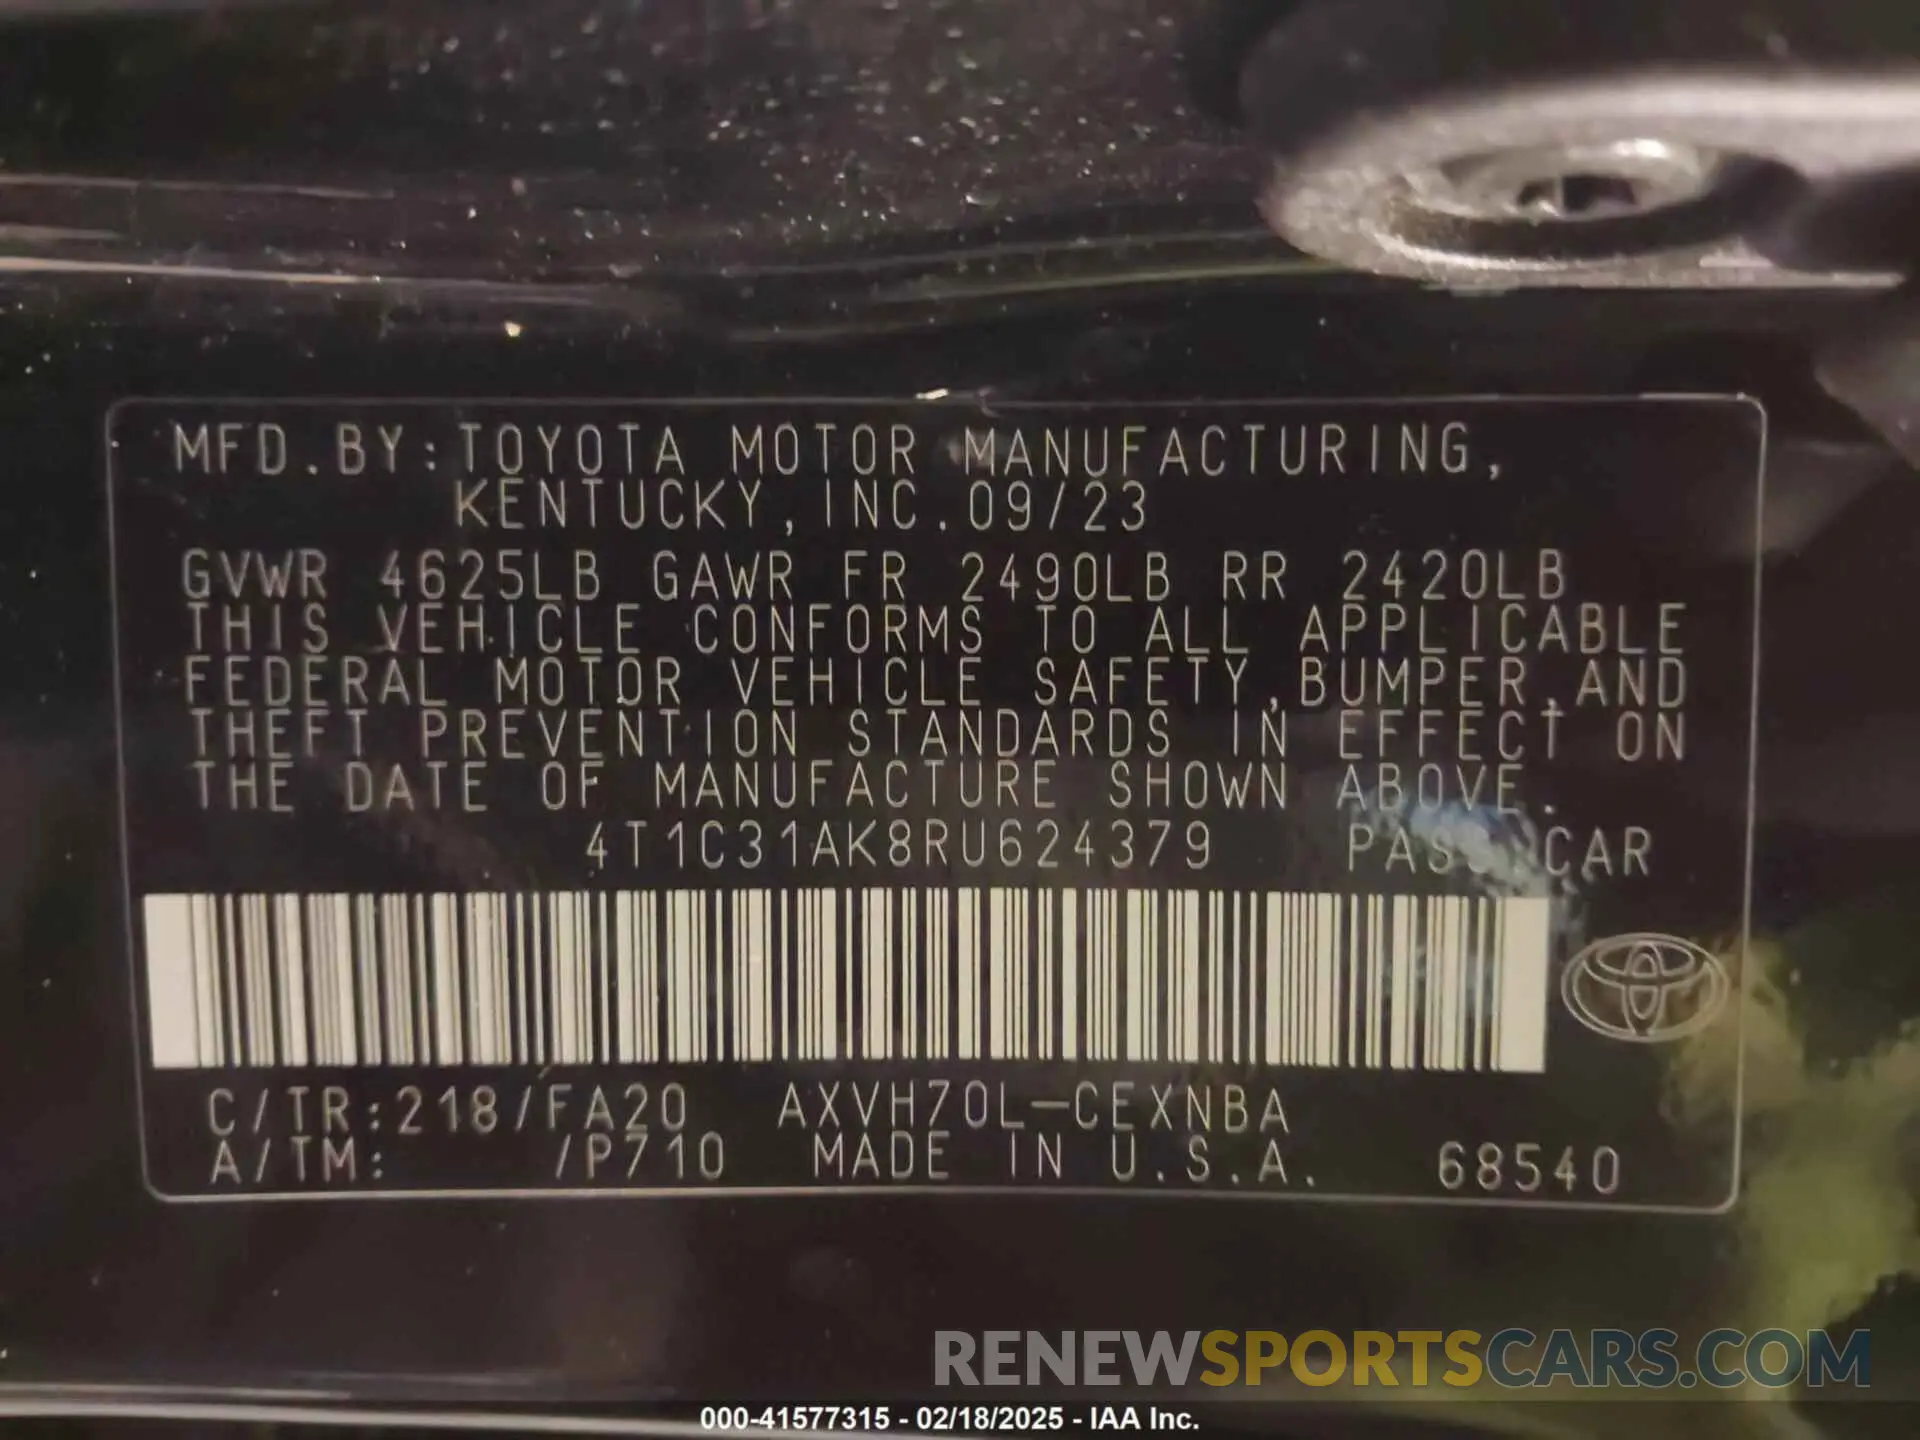 MFD.BY:TOYOTA MOTOR MANUFACTURING,
KENTUCKY,INC.09/23
GVWR 4625LB GAWR FR 2490LB RR 2420LB
THIS VEHICLE CONFORMS TO ALL APPLICABLE
FEDERAL MOTOR VEHICLE SAFETY,BUMPER,AND
THEFT PREVENTION STANDARDS IN EFFECT ON
THE DATE OF MANUFACTURE SHOWN ABOVE.
4T1C31AK8RU624379 PASS.CAR
C/TR:218/FA20 AXVH70L-CEXNBA
A/TM: /P710 MADE IN U.S.A. 68540
RENEWSPORTSCARS.COM
000-41577315 - 02/18/2025 - IAA Inc.